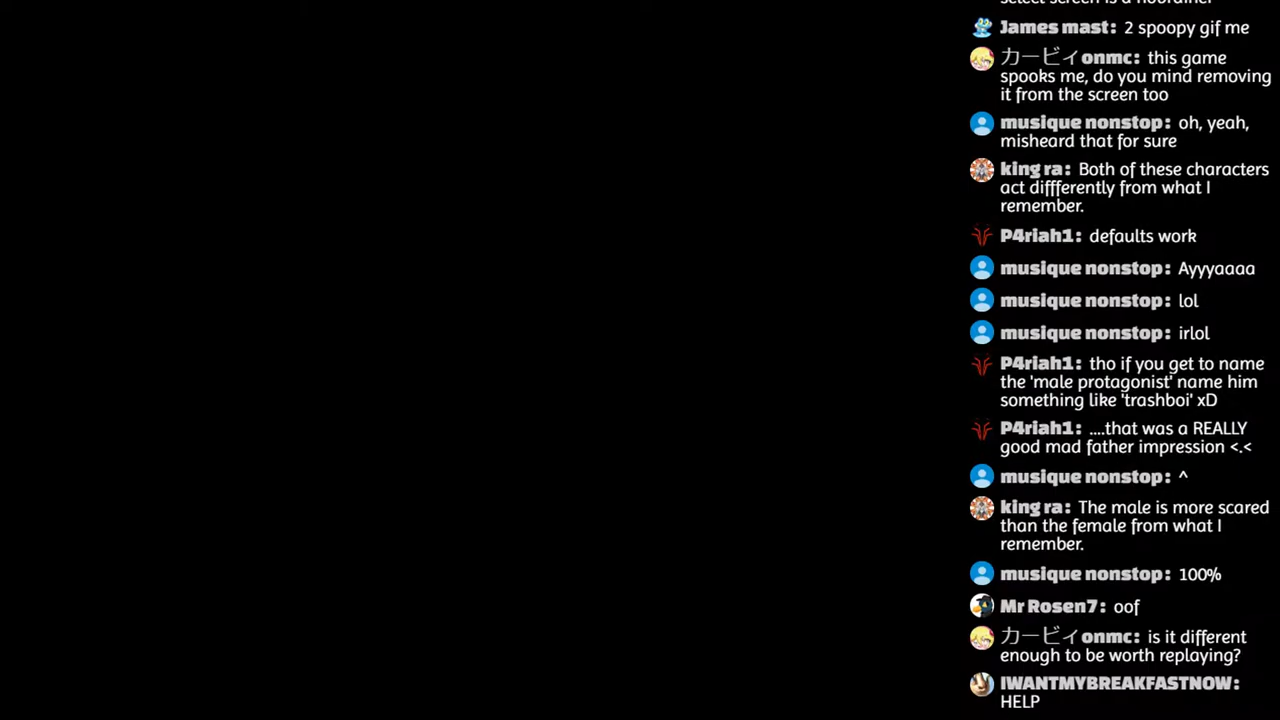 James mast: 2 spoopy gif me
カービィonmc: this game
spooks me, do you mind removing
it from the screen too
musique nonstop: oh, yeah,
misheard that for sure
king ra: Both of these characters
act diffferently from what I
remember.
P4riah1: defaults work
musique nonstop: Ayyyaaaa
musique nonstop: lol
musique nonstop: irlol
P4riah1: tho if you get to name
the 'male protagonist' name him
something like 'trashboi' xD
P4riah1: ....that was a REALLY
good mad father impression <.<
musique nonstop: ^
king ra: The male is more scared
than the female from what I
remember.
musique nonstop: 100%
Mr Rosen7: oof
カービィonmc: is it different
enough to be worth replaying?
IWANTMYBREAKFASTNOW:
HELP